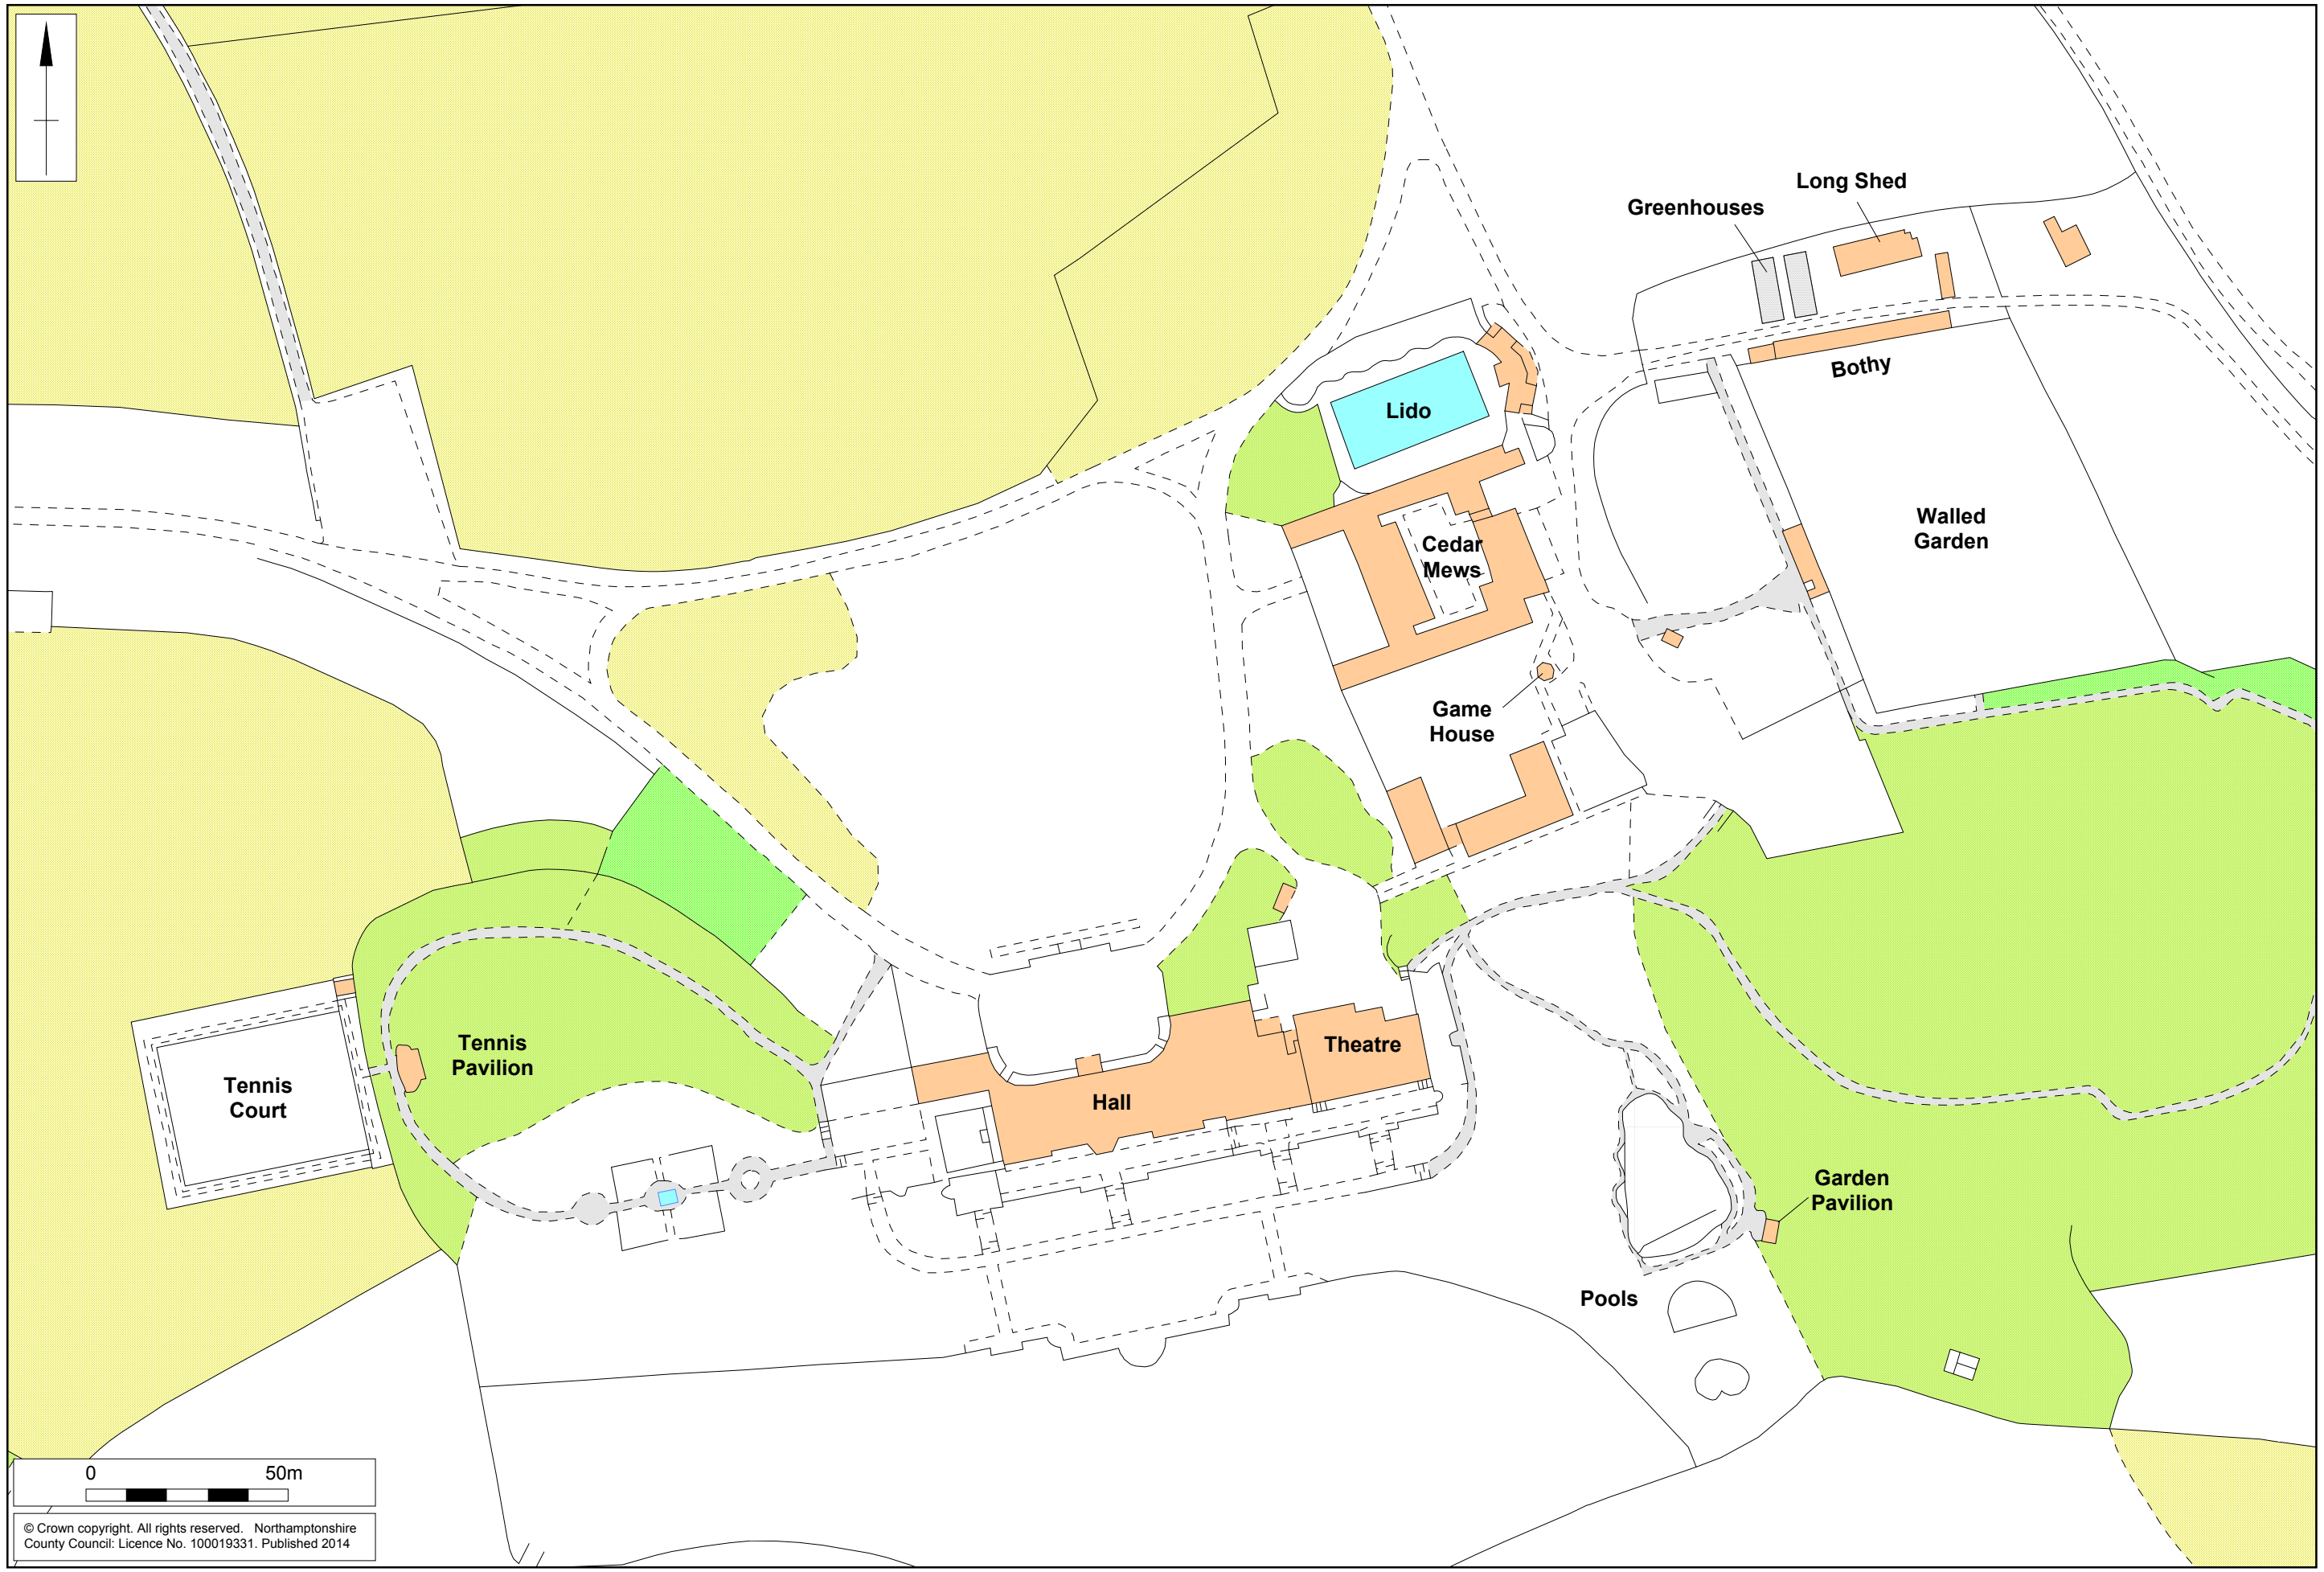 Long Shed
Greenhouses
Bothy
Lido
Walled
Garden
Cedar
Mews
Game
House
Tennis
Pavilion
Theatre
Tennis
Court
Hall
Garden
Pavilion
Pools
0 50m
© Crown copyright. All rights reserved. Northamptonshire
County Council: Licence No. 100019331. Published 2014